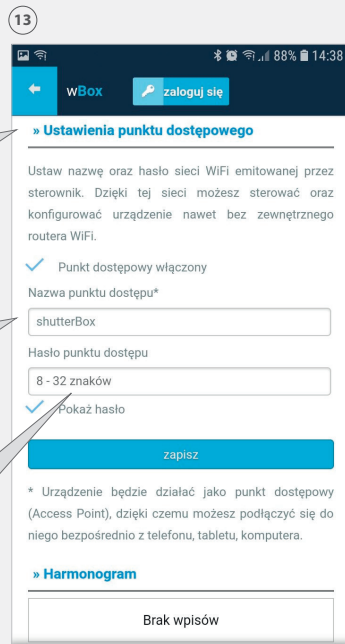 13
88% 14:38
wBox zaloguj się
» Ustawienia punktu dostępowego
Ustaw nazwę oraz hasło sieci WiFi emitowanej przez
sterownik. Dzięki tej sieci możesz sterować oraz
konfigurować urządzenie nawet bez zewnętrznego
routera WiFi.
Punkt dostępowy włączony
Nazwa punktu dostępu*
shutterBox
Hasło punktu dostępu
8 - 32 znaków
Pokaż hasło
zapisz
* Urządzenie będzie działać jako punkt dostępowy
(Access Point), dzięki czemu możesz podłączyć się do
niego bezpośrednio z telefonu, tabletu, komputera.
» Harmonogram
Brak wpisów